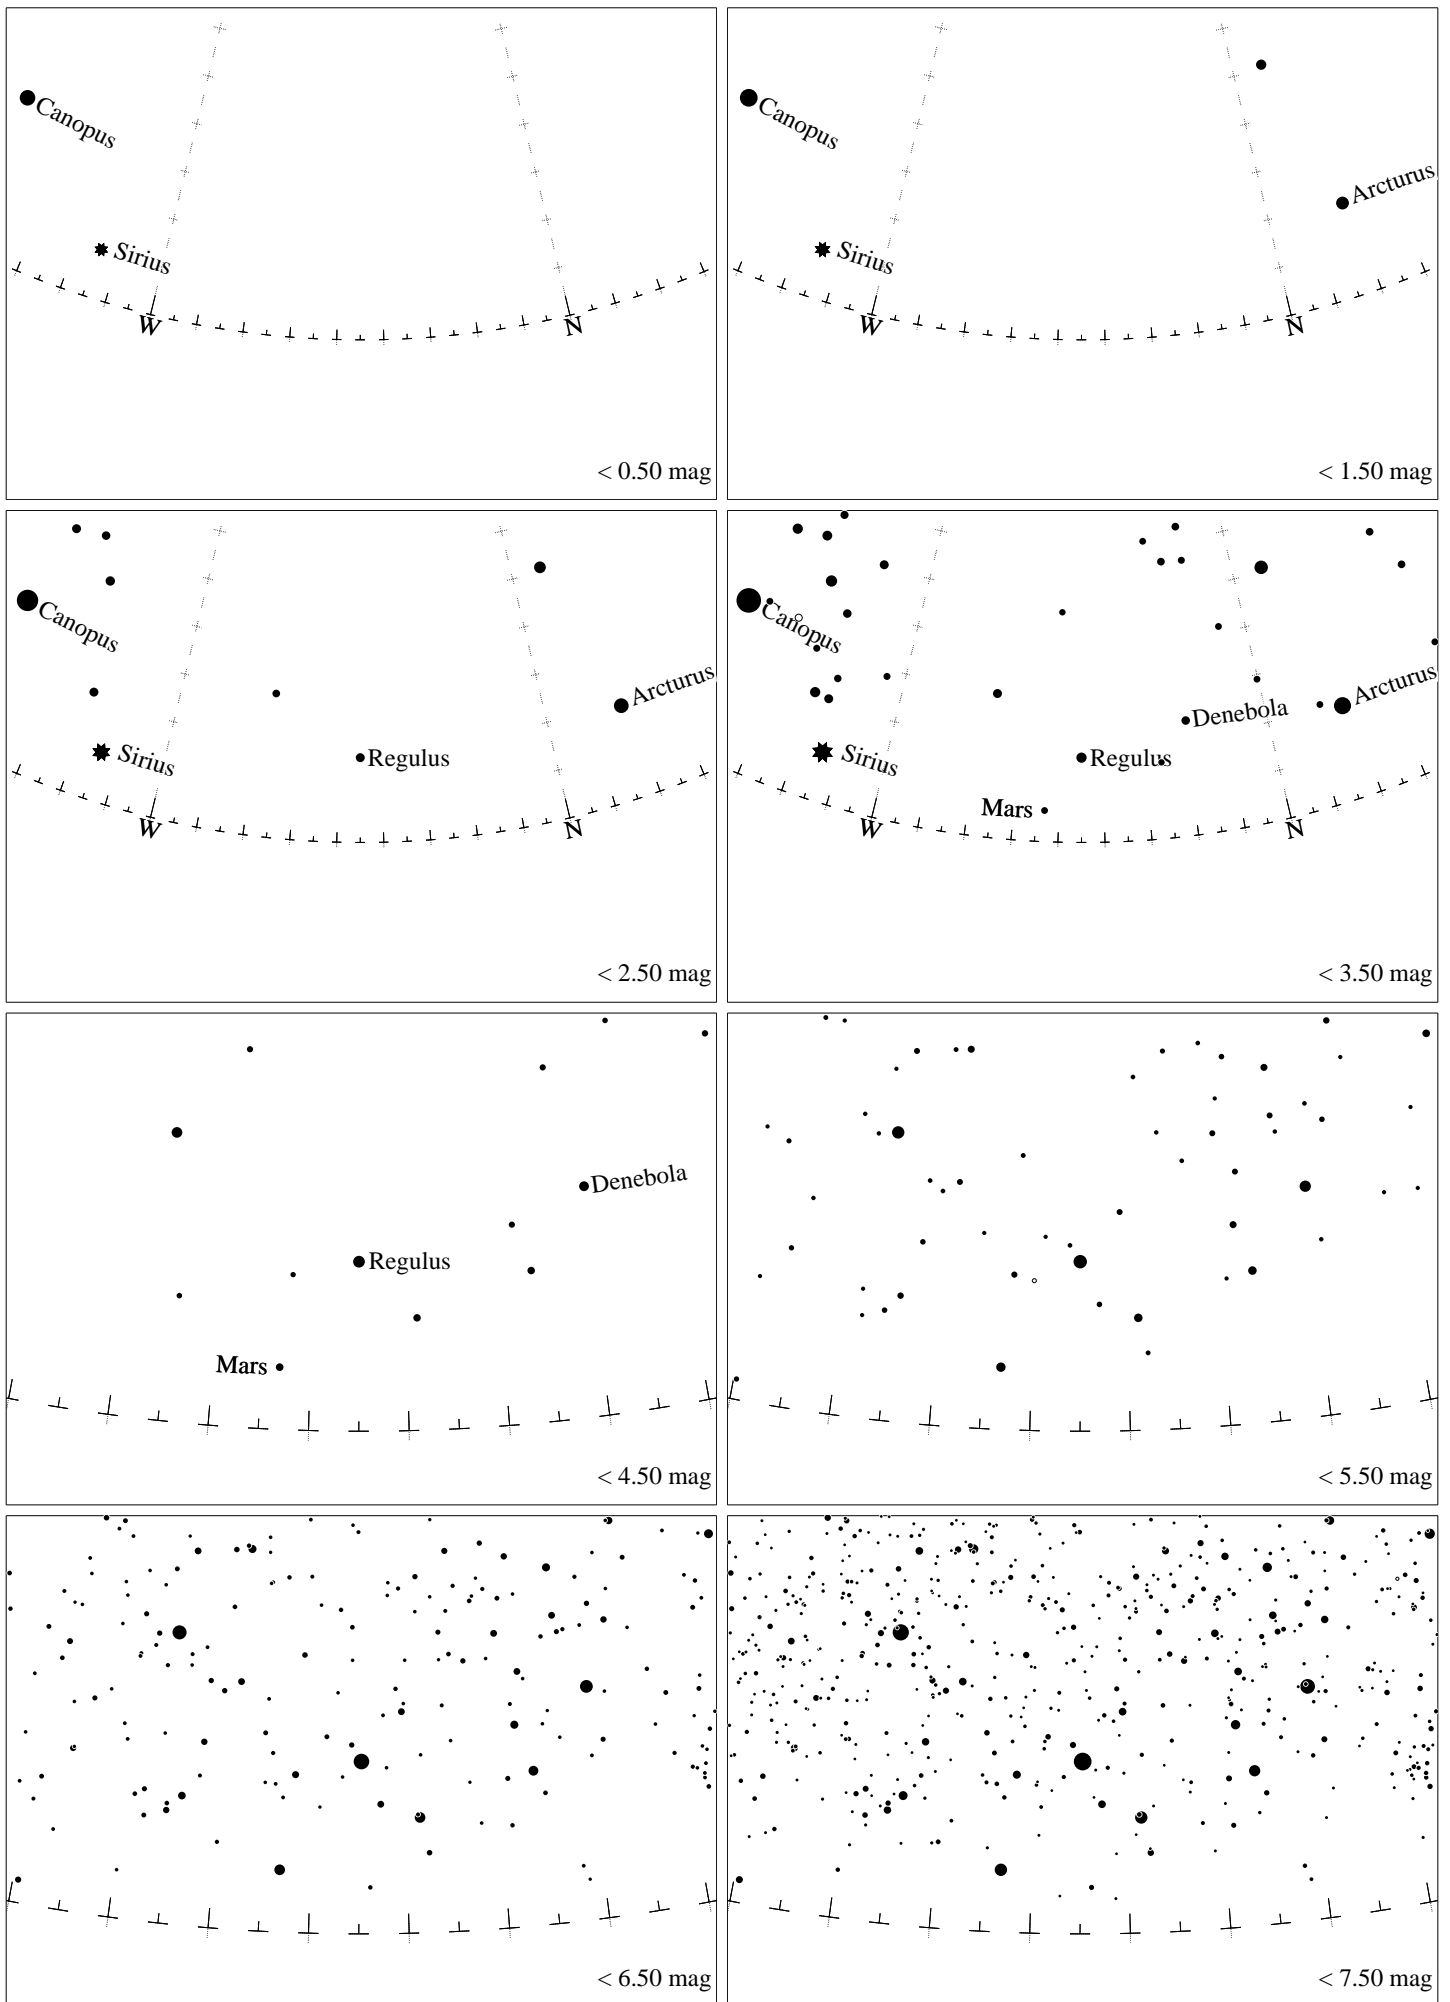 Canopus
Sirius
W
N
< 0.50 mag
Canopus
Arcturus
Sirius
W
N
< 1.50 mag
Canopus
Arcturus
Sirius
Regulus
W
N
< 2.50 mag
Canopus
Arcturus
Denebola
Sirius
Regulus
Mars
W
N
< 3.50 mag
Denebola
Regulus
Mars
< 4.50 mag
< 5.50 mag
< 6.50 mag
< 7.50 mag